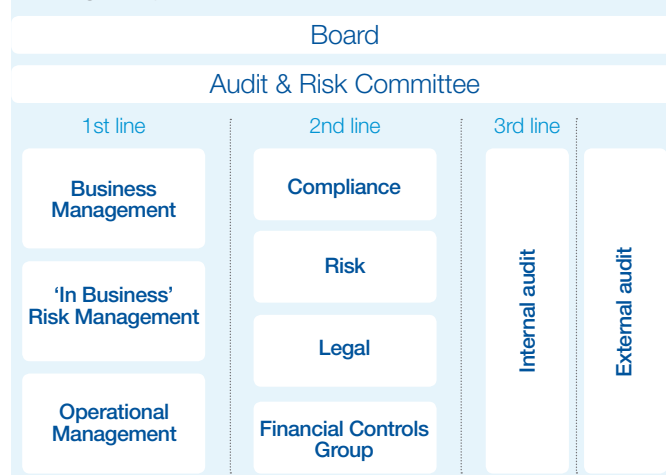 Board
Audit & Risk Committee
1st line
2nd line
3rd line
Business
Management
‘In Business’
Risk Management
Operational
Management
Compliance
Risk
Legal
Financial Controls
Group
Internal audit
External audit